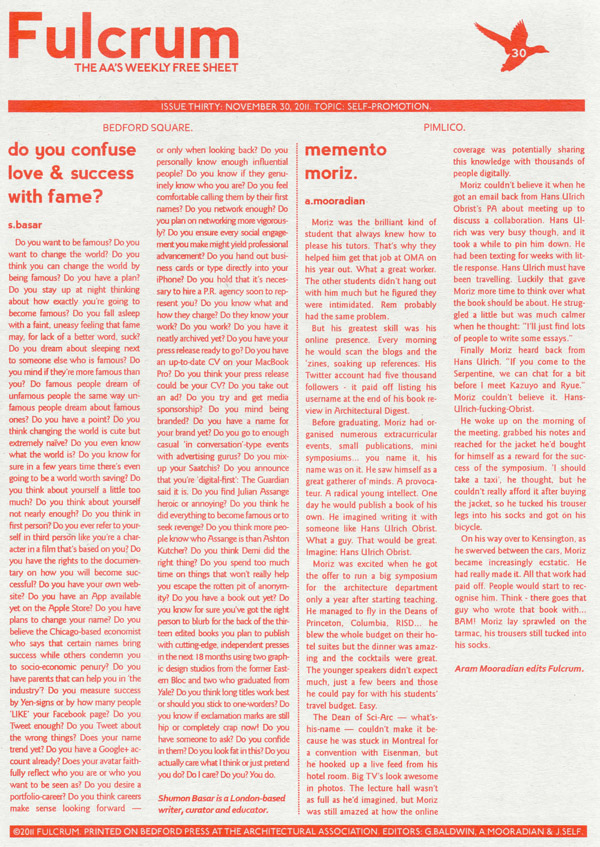 Fulcrum
THE AA'S WEEKLY FREE SHEET
30
ISSUE THIRTY: NOVEMBER 30, 2011. TOPIC: SELF-PROMOTION.
BEDFORD SQUARE.
do you confuse
love & success
with fame?
s.basar
Do you want to be famous? Do you
want to change the world? Do you
think you can change the world by
being famous? Do you have a plan?
Do you stay up at night thinking
about how exactly you're going to
become famous? Do you fall asleep
with a faint, uneasy feeling that fame
may, for lack of a better word, suck?
Do you dream about sleeping next
to someone else who is famous? Do
you mind if they're more famous than
you? Do famous people dream of
unfamous people the same way un-
famous people dream about famous
ones? Do you have a point? Do you
think changing the world is cute but
extremely naïve? Do you even know
what the world is? Do you know for
sure in a few years time there's even
going to be a world worth saving? Do
you think about yourself a little too
much? Do you think about yourself
not nearly enough? Do you think in
first person? Do you ever refer to your-
self in third person like you're a char-
acter in a film that's based on you? Do
you have the rights to the documen-
tary on how you will become suc-
cessful? Do you have your own web-
site? Do you have an App available
yet on the Apple Store? Do you have
plans to change your name? Do you
believe the Chicago-based economist
who says that certain names bring
success while others condemn you
to socio-economic penury? Do you
have parents that can help you in 'the
industry'? Do you measure success
by Yen-signs or by how many people
'LIKE' your Facebook page? Do you
Tweet enough? Do you Tweet about
the wrong things? Does your name
trend yet? Do you have a Google+ ac-
count already? Does your avatar faith-
fully reflect who you are or who you
want to be seen as? Do you desire a
portfolio-career? Do you think careers
make sense looking forward —
or only when looking back? Do you
personally know enough influential
people? Do you know if they genu-
inely know who you are? Do you feel
comfortable calling them by their first
names? Do you network enough? Do
you plan on networking more vigorous-
ly? Do you ensure every social engage-
ment you make might yield professional
advancement? Do you hand out busi-
ness cards or type directly into your
iPhone? Do you hold that it's neces-
sary to hire a P.R. agency soon to rep-
resent you? Do you know what and
how they charge? Do they know your
work? Do you work? Do you have it
neatly archived yet? Do you have your
press release ready to go? Do you have
an up-to-date CV on your MacBook
Pro? Do you think your press release
could be your CV? Do you take out
an ad? Do you try and get media
sponsorship? Do you mind being
branded? Do you have a name for
your brand yet? Do you go to enough
casual 'in conversation'-type events
with advertising gurus? Do you mix-
up your Saatchis? Do you announce
that you're 'digital-first': The Guardian
said it is. Do you find Julian Assange
heroic or annoying? Do you think he
did everything to become famous or to
seek revenge? Do you think more peo-
ple know who Assange is than Ashton
Kutcher? Do you think Demi did the
right thing? Do you spend too much
time on things that won't really help
you escape the rotten pit of anonym-
ity? Do you have a book out yet? Do
you know for sure you've got the right
person to blurb for the back of the thir-
teen edited books you plan to publish
with cutting-edge, independent presses
in the next 18 months using two graph-
ic design studios from the former East-
ern Bloc and two who graduated from
Yale? Do you think long titles work best
or should you stick to one-worders? Do
you know if exclamation marks are still
hip or completely crap now! Do you
have someone to ask? Do you confide
in them? Do you look fat in this? Do you
actually care what I think or just pretend
you do? Do I care? Do you? You do.
Shumon Basar is a London-based
writer, curator and educator.
PIMLICO.
memento
moriz.
a.mooradian
Moriz was the brilliant kind of
student that always knew how to
please his tutors. That's why they
helped him get that job at OMA on
his year out. What a great worker.
The other students didn't hang out
with him much but he figured they
were intimidated. Rem probably
had the same problem.
But his greatest skill was his
online presence. Every morning
he would scan the blogs and the
'zines, soaking up references. His
Twitter account had five thousand
followers - it paid off listing his
username at the end of his book re-
view in Architectural Digest.
Before graduating, Moriz had or-
ganised numerous extracurricular
events, small publications, mini
symposiums... you name it, his
name was on it. He saw himself as a
great gatherer of minds. A provoca-
teur. A radical young intellect. One
day he would publish a book of his
own. He imagined writing it with
someone like Hans Ulrich Obrist.
What a guy. That would be great.
Imagine: Hans Ulrich Obrist.
Moriz was excited when he got
the offer to run a big symposium
for the architecture department
only a year after starting teaching.
He managed to fly in the Deans of
Princeton, Columbia, RISD... he
blew the whole budget on their ho-
tel suites but the dinner was amaz-
ing and the cocktails were great.
The younger speakers didn't expect
much, just a few beers and those
he could pay for with his students'
travel budget. Easy.
The Dean of Sci-Arc — what's-
his-name — couldn't make it be-
cause he was stuck in Montreal for
a convention with Eisenman, but
he hooked up a live feed from his
hotel room. Big TV's look awesome
in photos. The lecture hall wasn't
as full as he'd imagined, but Moriz
was still amazed at how the online
coverage was potentially sharing
this knowledge with thousands of
people digitally.
Moriz couldn't believe it when he
got an email back from Hans Ulrich
Obrist's PA about meeting up to
discuss a collaboration. Hans Ul-
rich was very busy though, and it
took a while to pin him down. He
had been texting for weeks with lit-
tle response. Hans Ulrich must have
been travelling. Luckily that gave
Moriz more time to think over what
the book should be about. He strug-
gled a little but was much calmer
when he thought: "I'll just find lots
of people to write some essays."
Finally Moriz heard back from
Hans Ulrich. "If you come to the
Serpentine, we can chat for a bit
before I meet Kazuyo and Ryue."
Moriz couldn't believe it. Hans-
Ulrich-fucking-Obrist.
He woke up on the morning of
the meeting, grabbed his notes and
reached for the jacket he'd bought
for himself as a reward for the suc-
cess of the symposium. 'I should
take a taxi', he thought, but he
couldn't really afford it after buying
the jacket, so he tucked his trouser
legs into his socks and got on his
bicycle.
On his way over to Kensington, as
he swerved between the cars, Moriz
became increasingly ecstatic. He
had really made it. All that work had
paid off. People would start to rec-
ognise him. Think - there goes that
guy who wrote that book with...
BAM! Moriz lay sprawled on the
tarmac, his trousers still tucked into
his socks.
Aram Mooradian edits Fulcrum.
©2011 FULCRUM. PRINTED ON BEDFORD PRESS AT THE ARCHITECTURAL ASSOCIATION. EDITORS: G.BALDWIN, A.MOORADIAN & J.SELF.